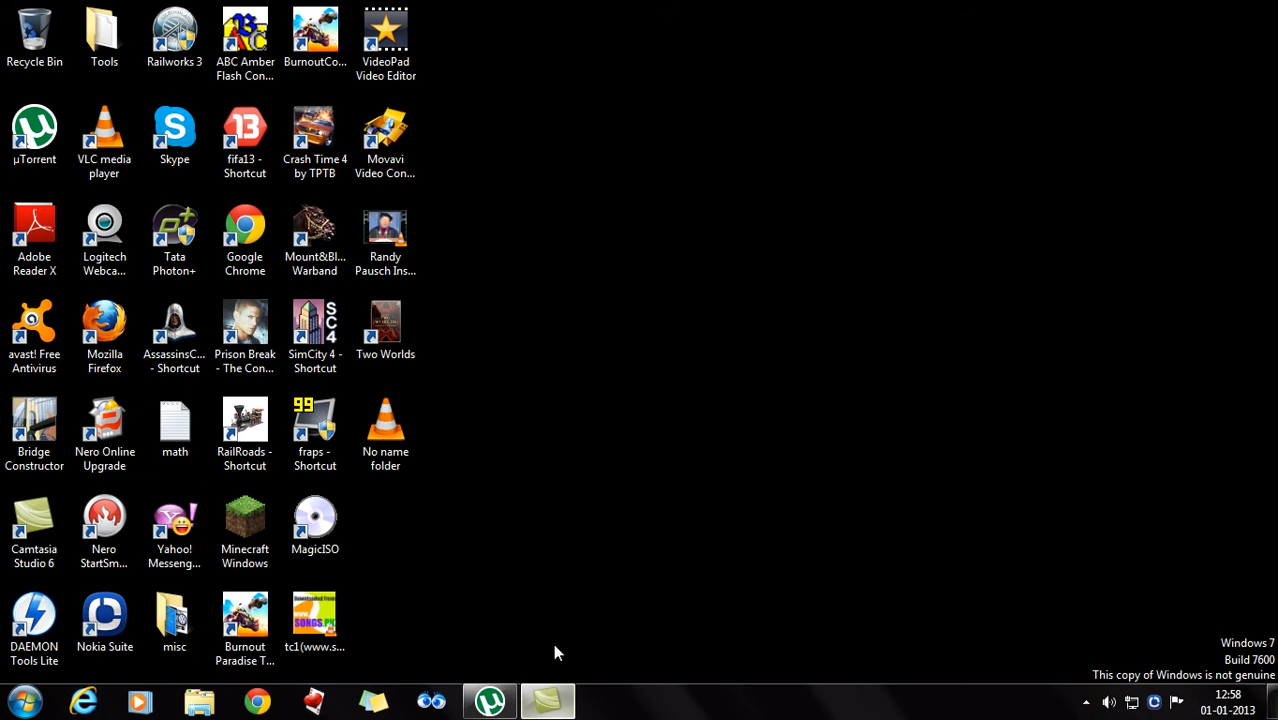 Recycle Bin
Tools
Railworks 3
ABC Amber
Flash Con...
BurnoutCo...
VideoPad
Video Editor
µTorrent
VLC media
player
Skype
13
fifa13 -
Shortcut
Crash Time 4
by TPTB
Movavi
Video Con...
Adobe
Reader X
Logitech
Webca...
Tata
Photon+
Google
Chrome
Mount&Bl...
Warband
Randy
Pausch Ins...
avast! Free
Antivirus
Mozilla
Firefox
AssassinsC...
- Shortcut
Prison Break
- The Con...
SC4
SimCity 4 -
Shortcut
Two Worlds
Bridge
Constructor
Nero Online
Upgrade
math
RailRoads -
Shortcut
99
fraps -
Shortcut
No name
folder
Camtasia
Studio 6
Nero
StartSm...
Yahoo!
Messeng...
Minecraft
Windows
MagicISO
DAEMON
Tools Lite
Nokia Suite
misc
Burnout
Paradise T...
SONGS.PK
tc1(www.s...
Windows 7
Build 7600
This copy of Windows is not genuine
12:58
01-01-2013